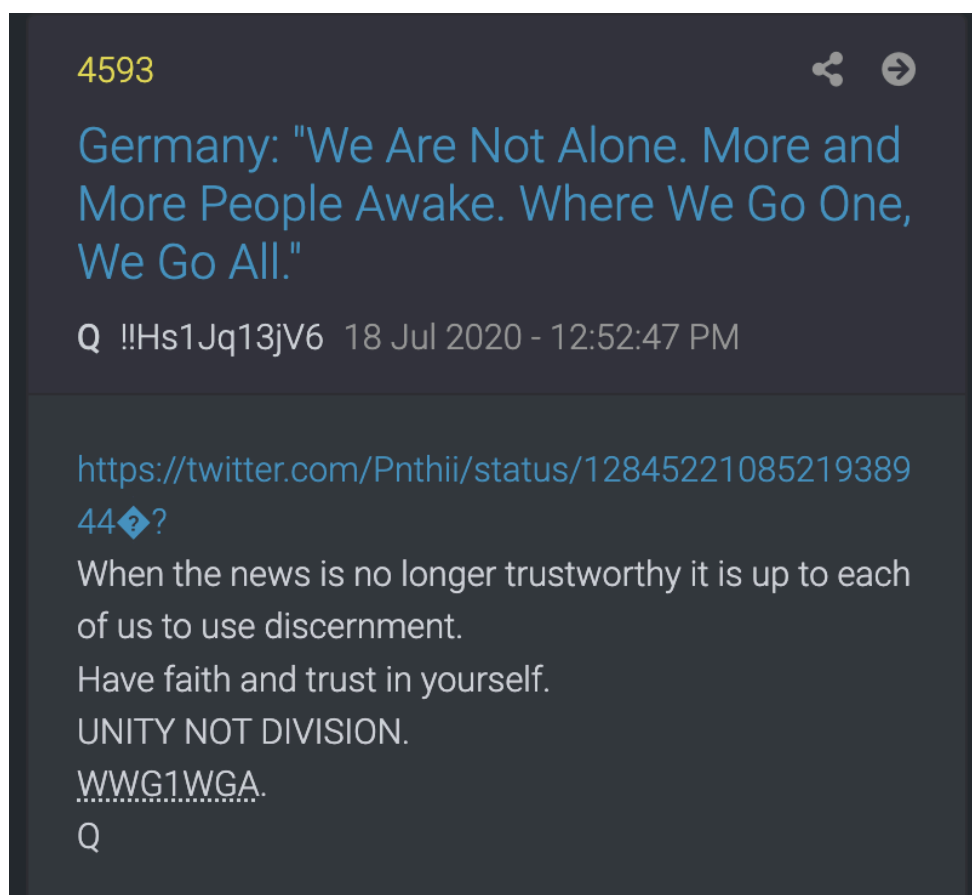 4593
Germany: "We Are Not Alone. More and
More People Awake. Where We Go One,
We Go All."
Q !!Hs1Jq13jV6 18 Jul 2020 - 12:52:47 PM
https://twitter.com/Pnthii/status/12845221085219389
44�?
When the news is no longer trustworthy it is up to each
of us to use discernment.
Have faith and trust in yourself.
UNITY NOT DIVISION.
WWG1WGA.
Q